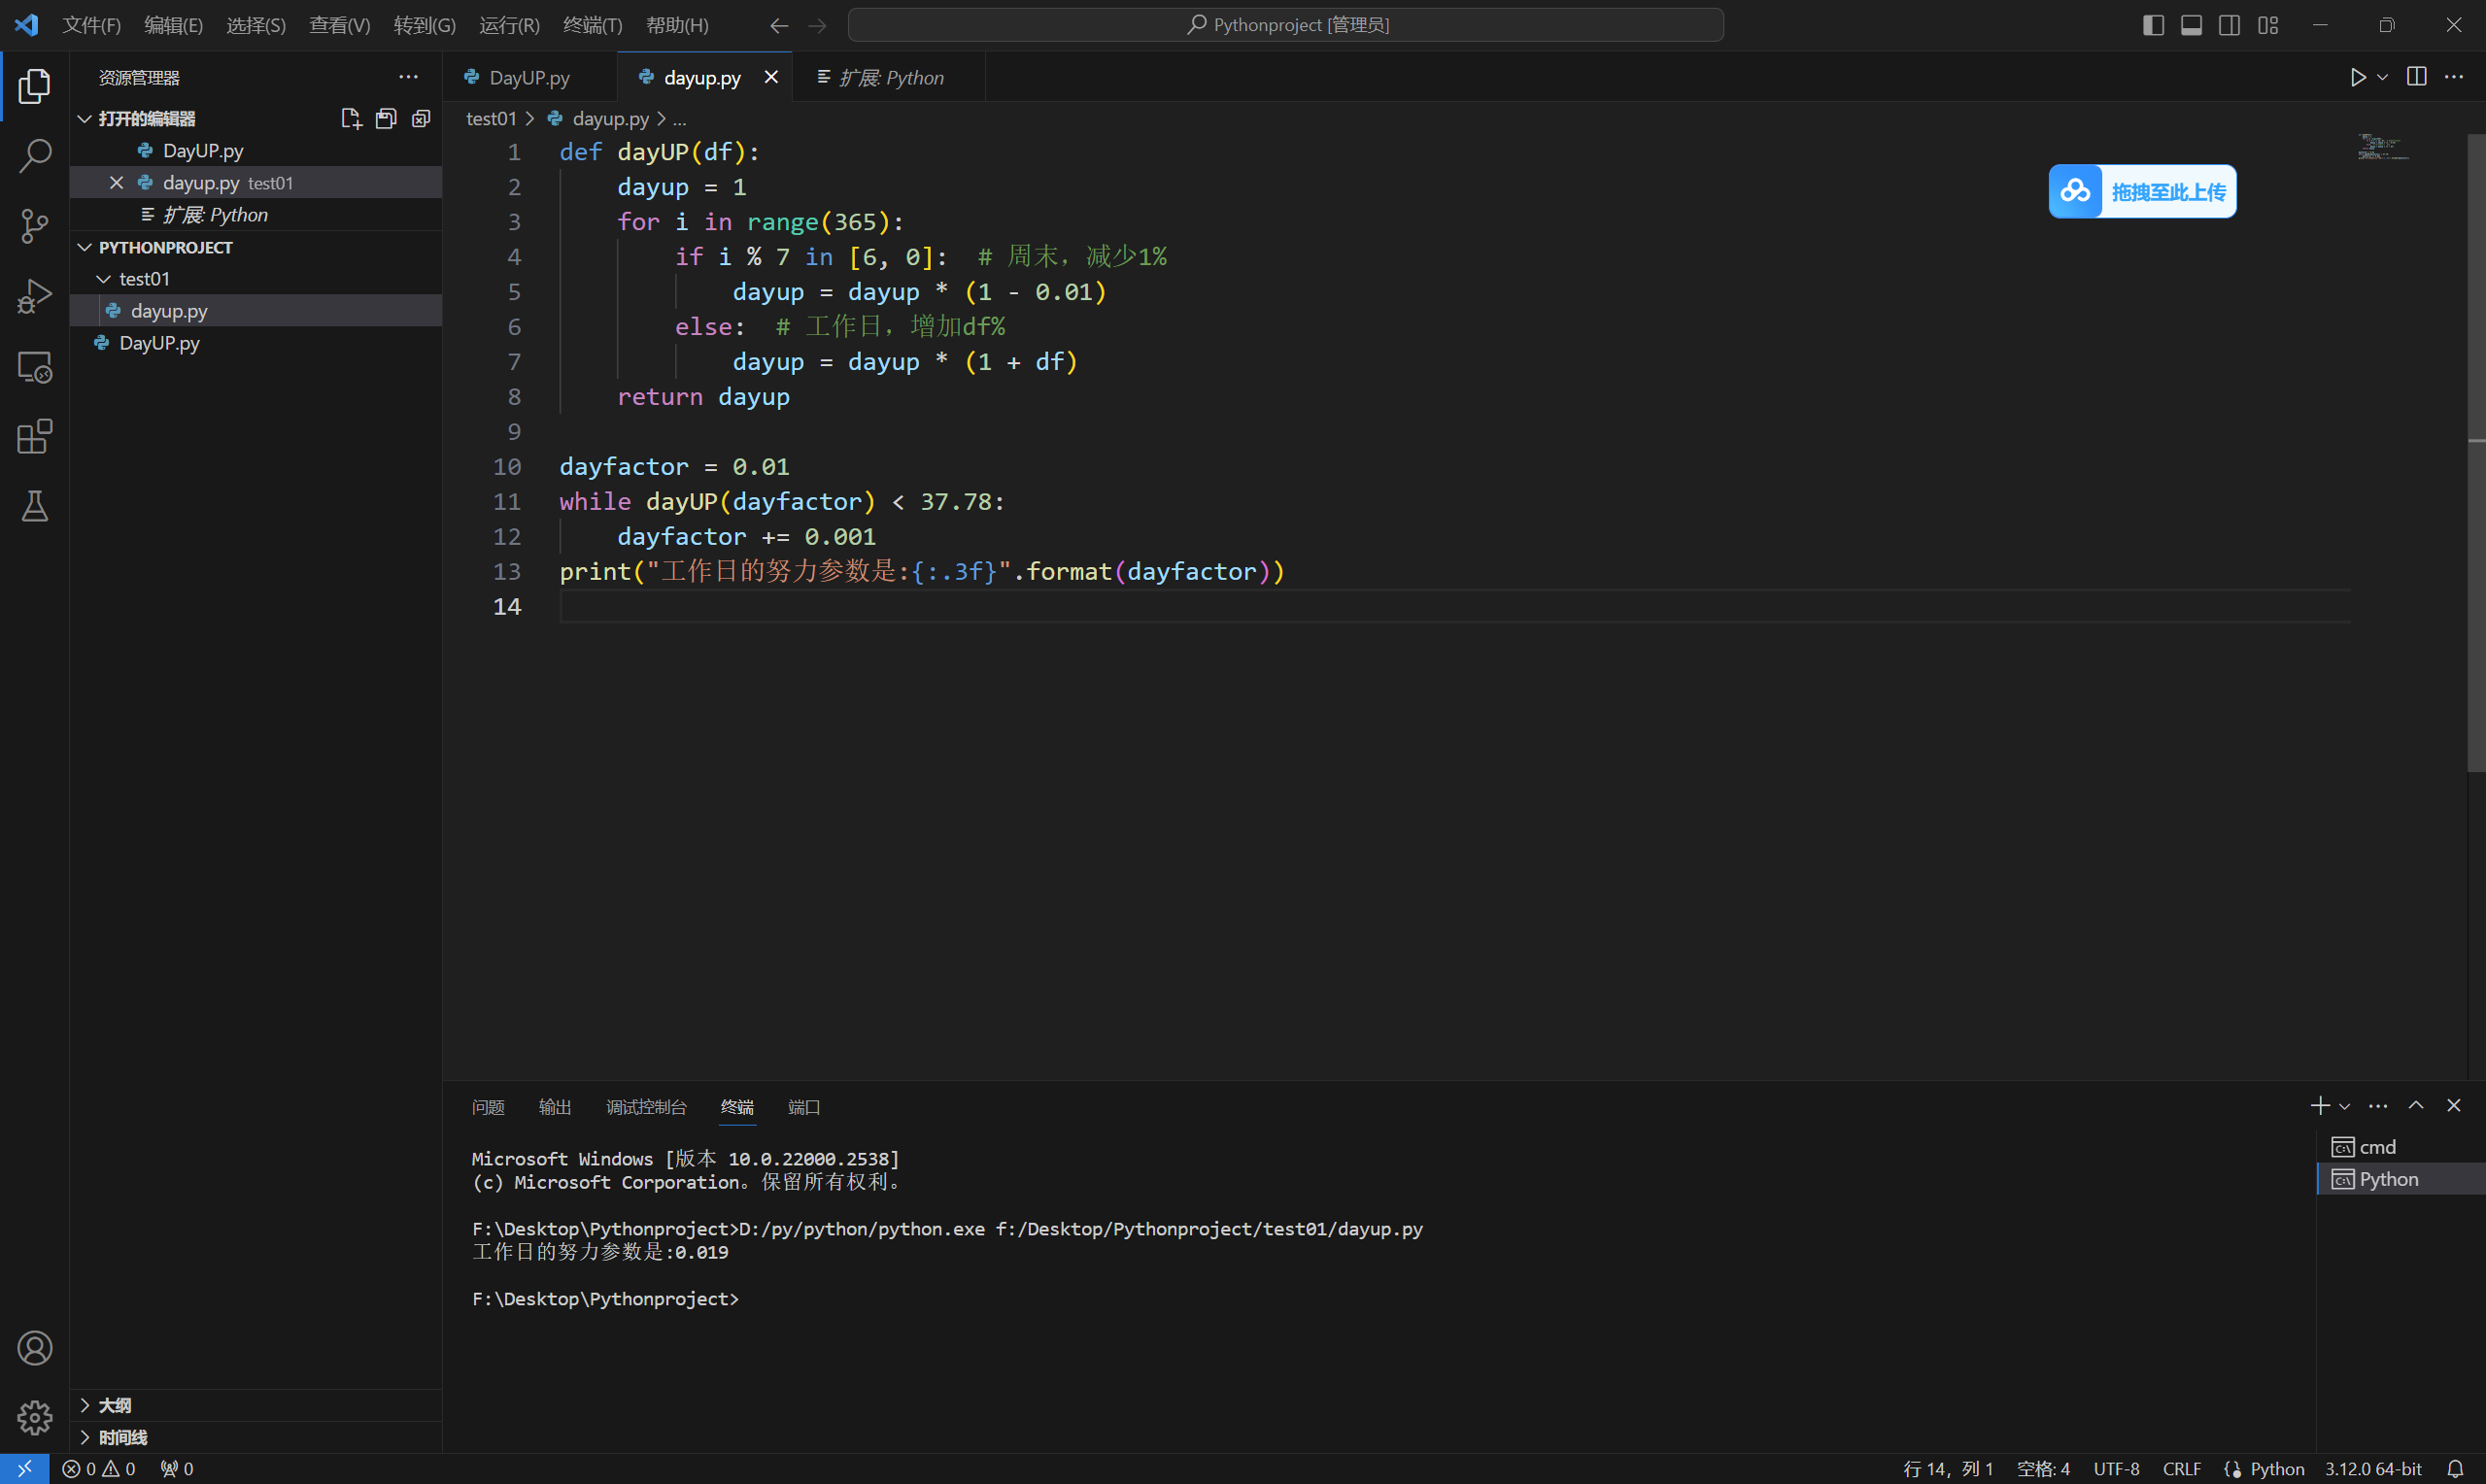 文件(F) 编辑(E) 选择(S) 查看(V) 转到(G) 运行(R) 终端(T) 帮助(H) Pythonproject [管理员]
资源管理器
打开的编辑器
DayUP.py
dayup.py test01
扩展: Python
PYTHONPROJECT
test01
dayup.py
DayUP.py
大纲
时间线
DayUP.py dayup.py 扩展: Python
test01 > dayup.py > ...
1 def dayUP(df):
2 dayup = 1
3 for i in range(365):
4 if i % 7 in [6, 0]: # 周末，减少1%
5 dayup = dayup * (1 - 0.01)
6 else: # 工作日，增加df%
7 dayup = dayup * (1 + df)
8 return dayup
9
10 dayfactor = 0.01
11 while dayUP(dayfactor) < 37.78:
12 dayfactor += 0.001
13 print("工作日的努力参数是:{:.3f}".format(dayfactor))
14
拖拽至此上传
问题 输出 调试控制台 终端 端口
Microsoft Windows [版本 10.0.22000.2538]
(c) Microsoft Corporation。保留所有权利。
F:\Desktop\Pythonproject>D:/py/python/python.exe f:/Desktop/Pythonproject/test01/dayup.py
工作日的努力参数是:0.019
F:\Desktop\Pythonproject>
cmd
Python
0 0 0 行 14，列 1 空格: 4 UTF-8 CRLF Python 3.12.0 64-bit